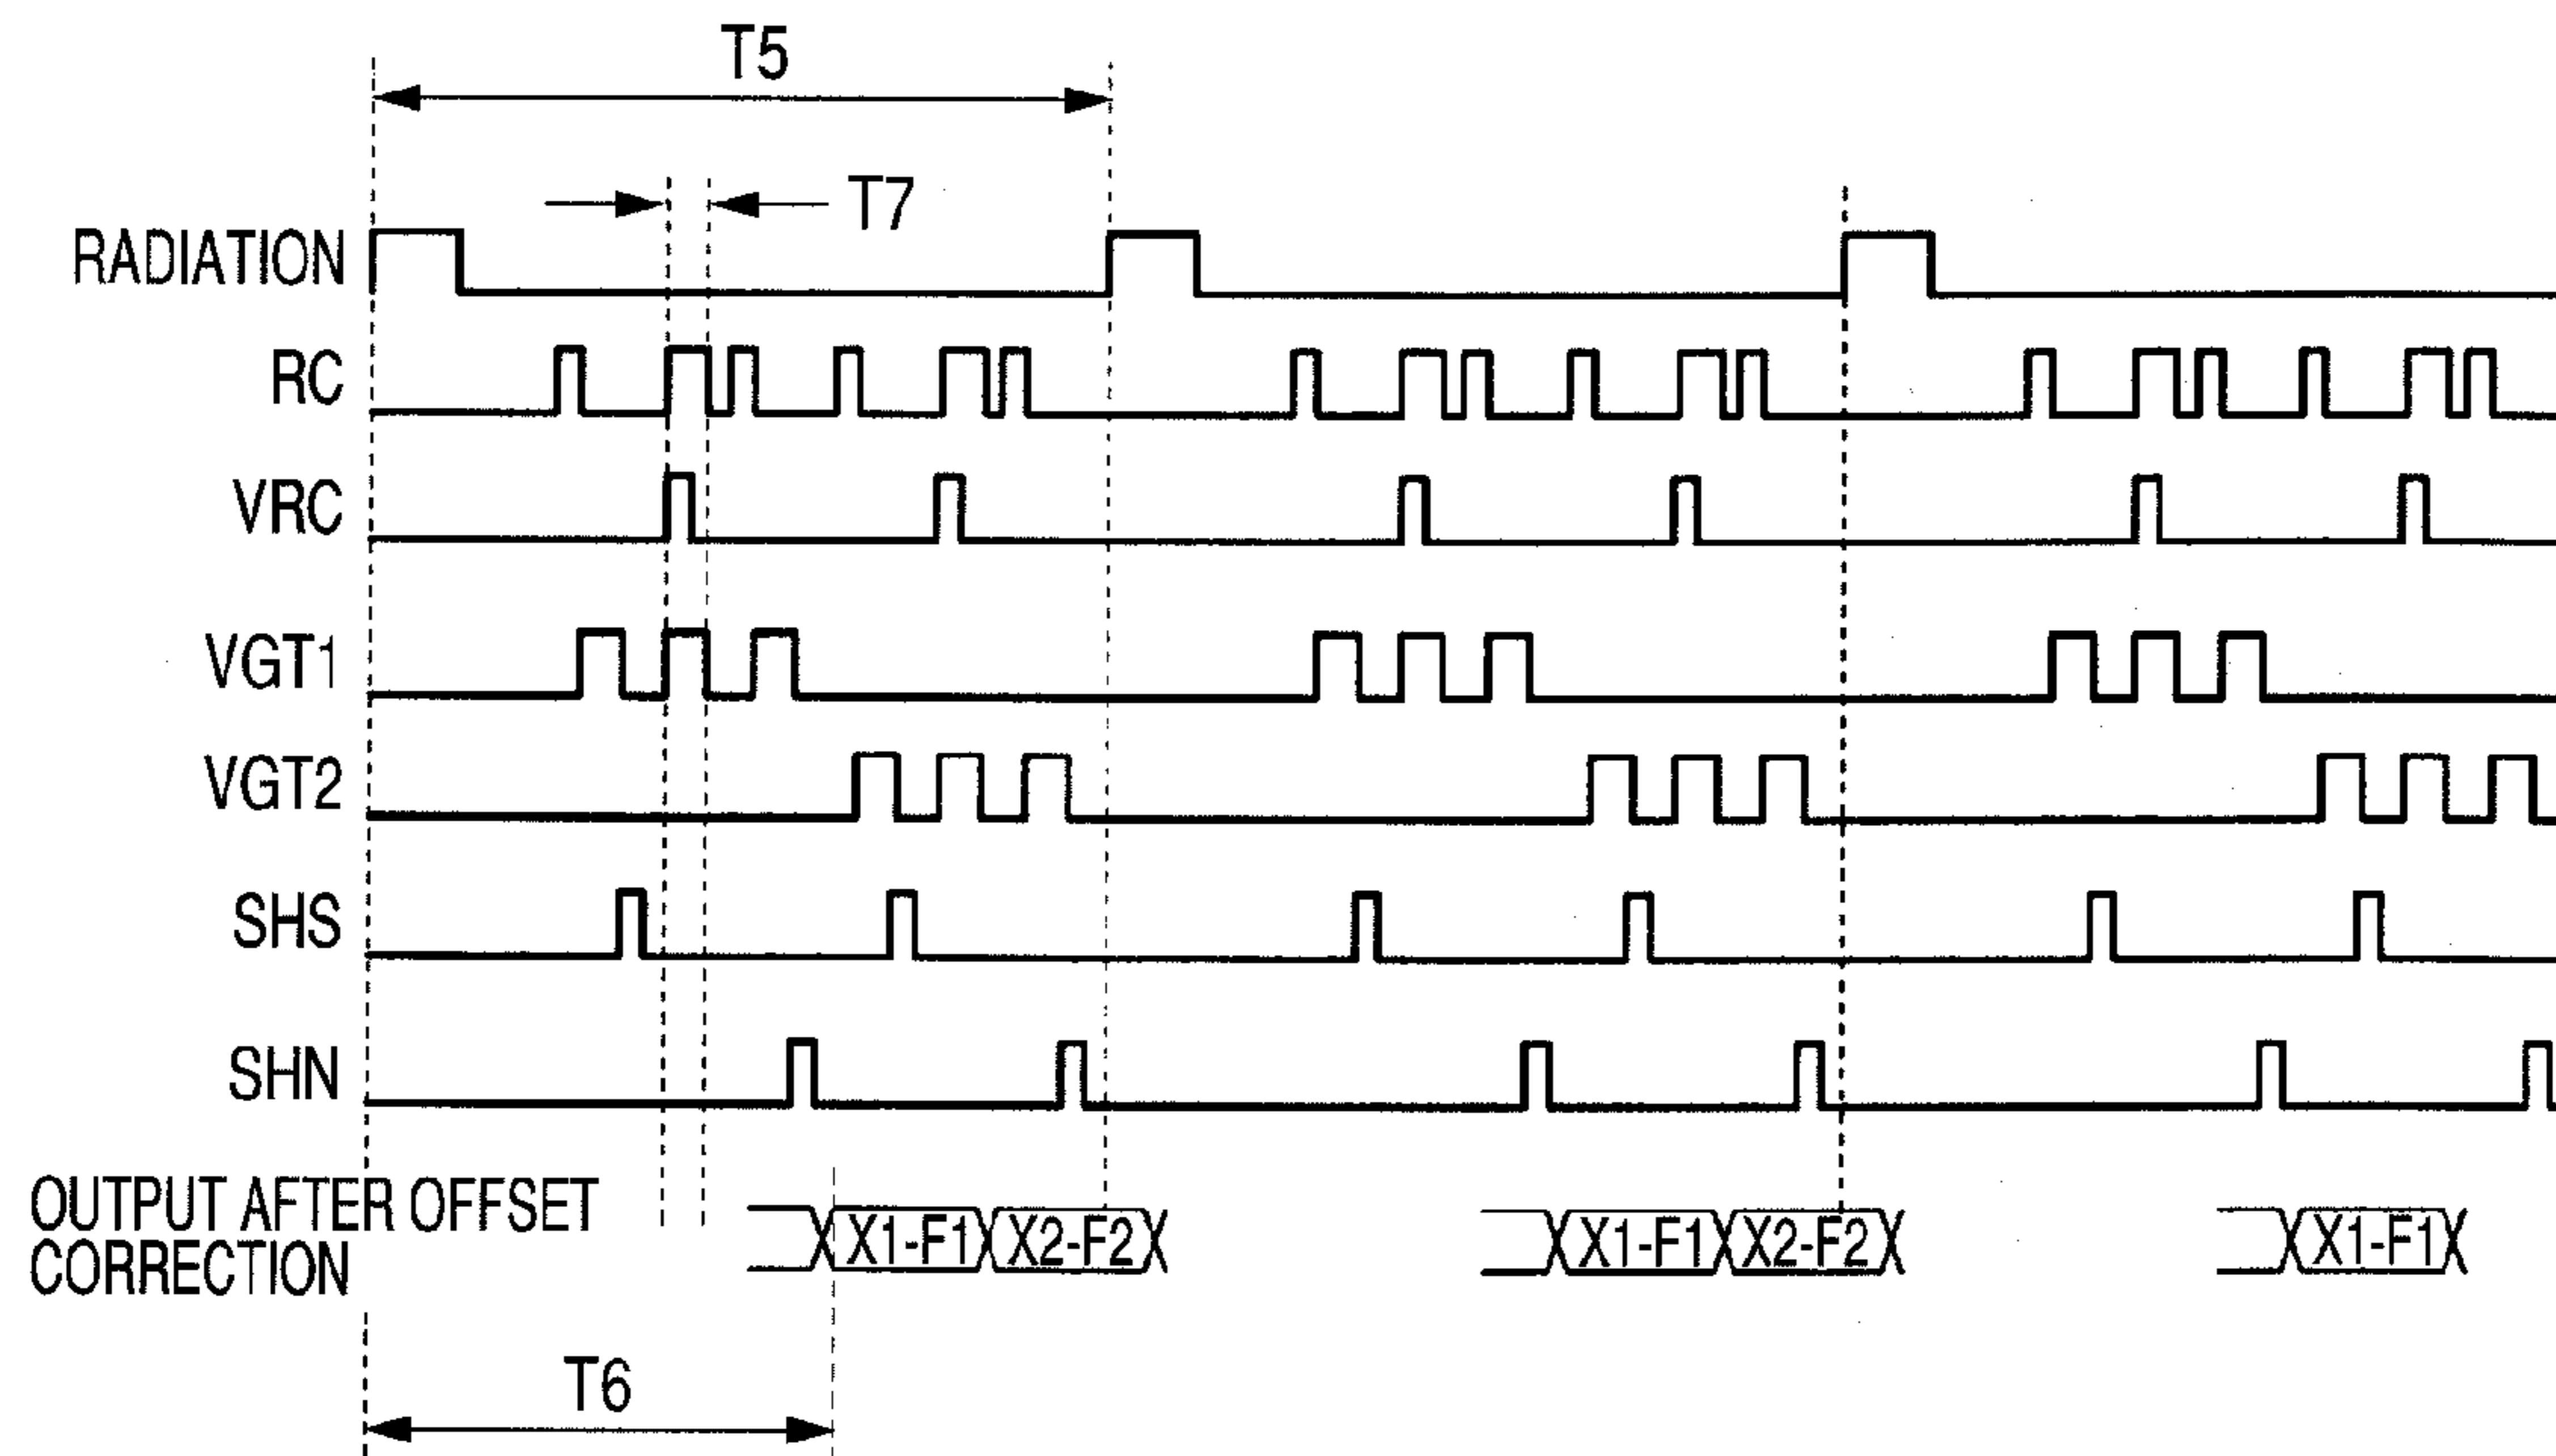 T5
T7
RADIATION
RC
VRC
VGT1
VGT2
SHS
SHN
OUTPUT AFTER OFFSET
CORRECTION
X1-F1 X2-F2 X1-F1 X2-F2 X1-F1
T6